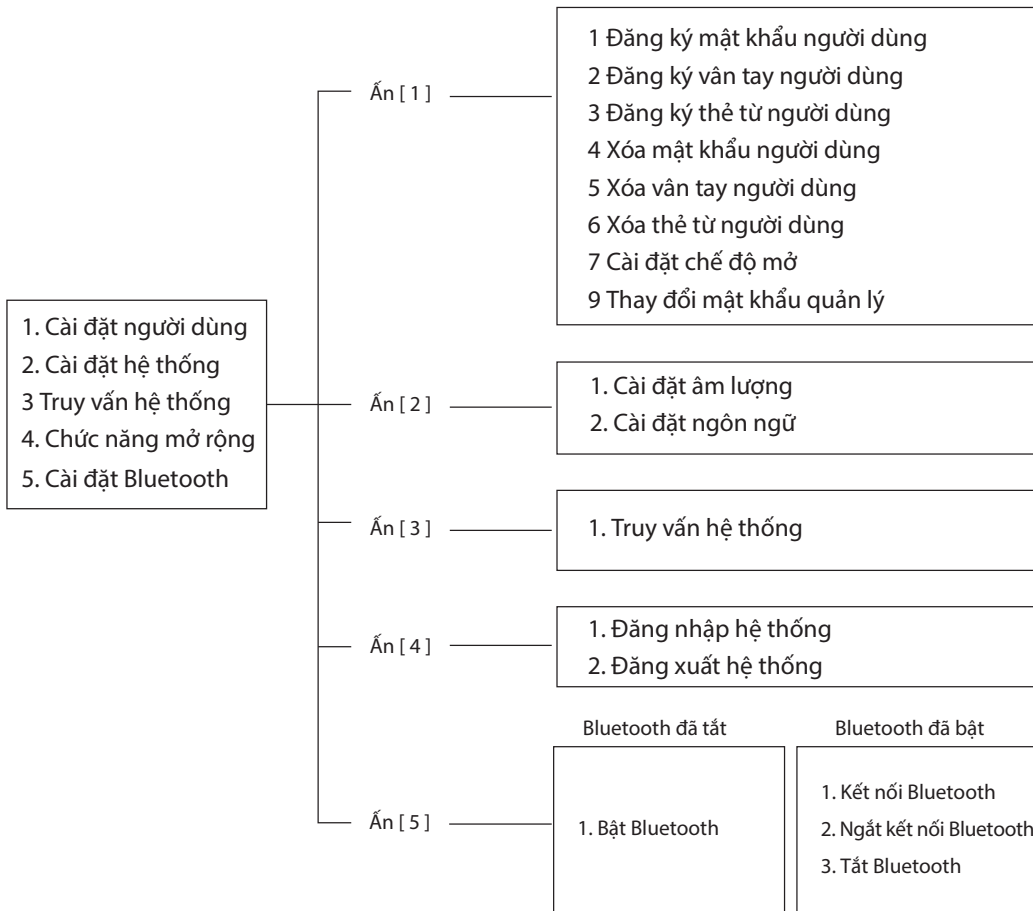 1. Cài đặt người dùng
2. Cài đặt hệ thống
3 Truy vấn hệ thống
4. Chức năng mở rộng
5. Cài đặt Bluetooth
Ấn [ 1 ]
1 Đăng ký mật khẩu người dùng
2 Đăng ký vân tay người dùng
3 Đăng ký thẻ từ người dùng
4 Xóa mật khẩu người dùng
5 Xóa vân tay người dùng
6 Xóa thẻ từ người dùng
7 Cài đặt chế độ mở
9 Thay đổi mật khẩu quản lý
Ấn [ 2 ]
1. Cài đặt âm lượng
2. Cài đặt ngôn ngữ
Ấn [ 3 ]
1. Truy vấn hệ thống
Ấn [ 4 ]
1. Đăng nhập hệ thống
2. Đăng xuất hệ thống
Ấn [ 5 ]
Bluetooth đã tắt
1. Bật Bluetooth
Bluetooth đã bật
1. Kết nối Bluetooth
2. Ngắt kết nối Bluetooth
3. Tắt Bluetooth